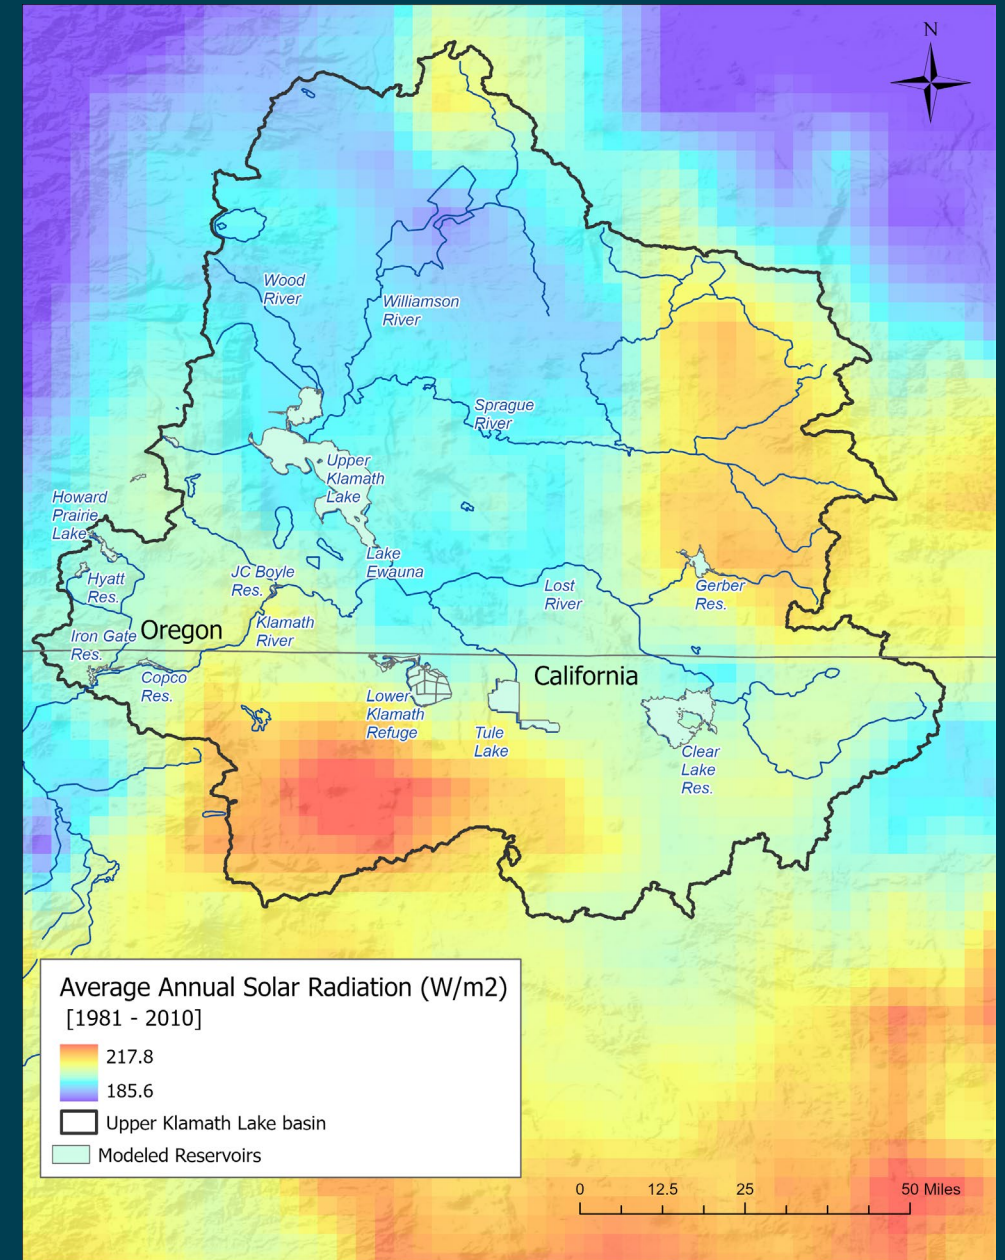 N
Wood
River
Williamson
River
Sprague
River
Upper
Klamath
Lake
Howard
Prairie
Lake
Hyatt
Res.
JC Boyle
Res.
Lake
Ewauna
Lost
River
Gerber
Res.
Klamath
River
Iron Gate
Res.
Oregon
California
Copco
Res.
Lower
Klamath
Refuge
Tule
Lake
Clear
Lake
Res.
Average Annual Solar Radiation (W/m2)
[1981 - 2010]
217.8
185.6
Upper Klamath Lake basin
Modeled Reservoirs
0 12.5 25 50 Miles